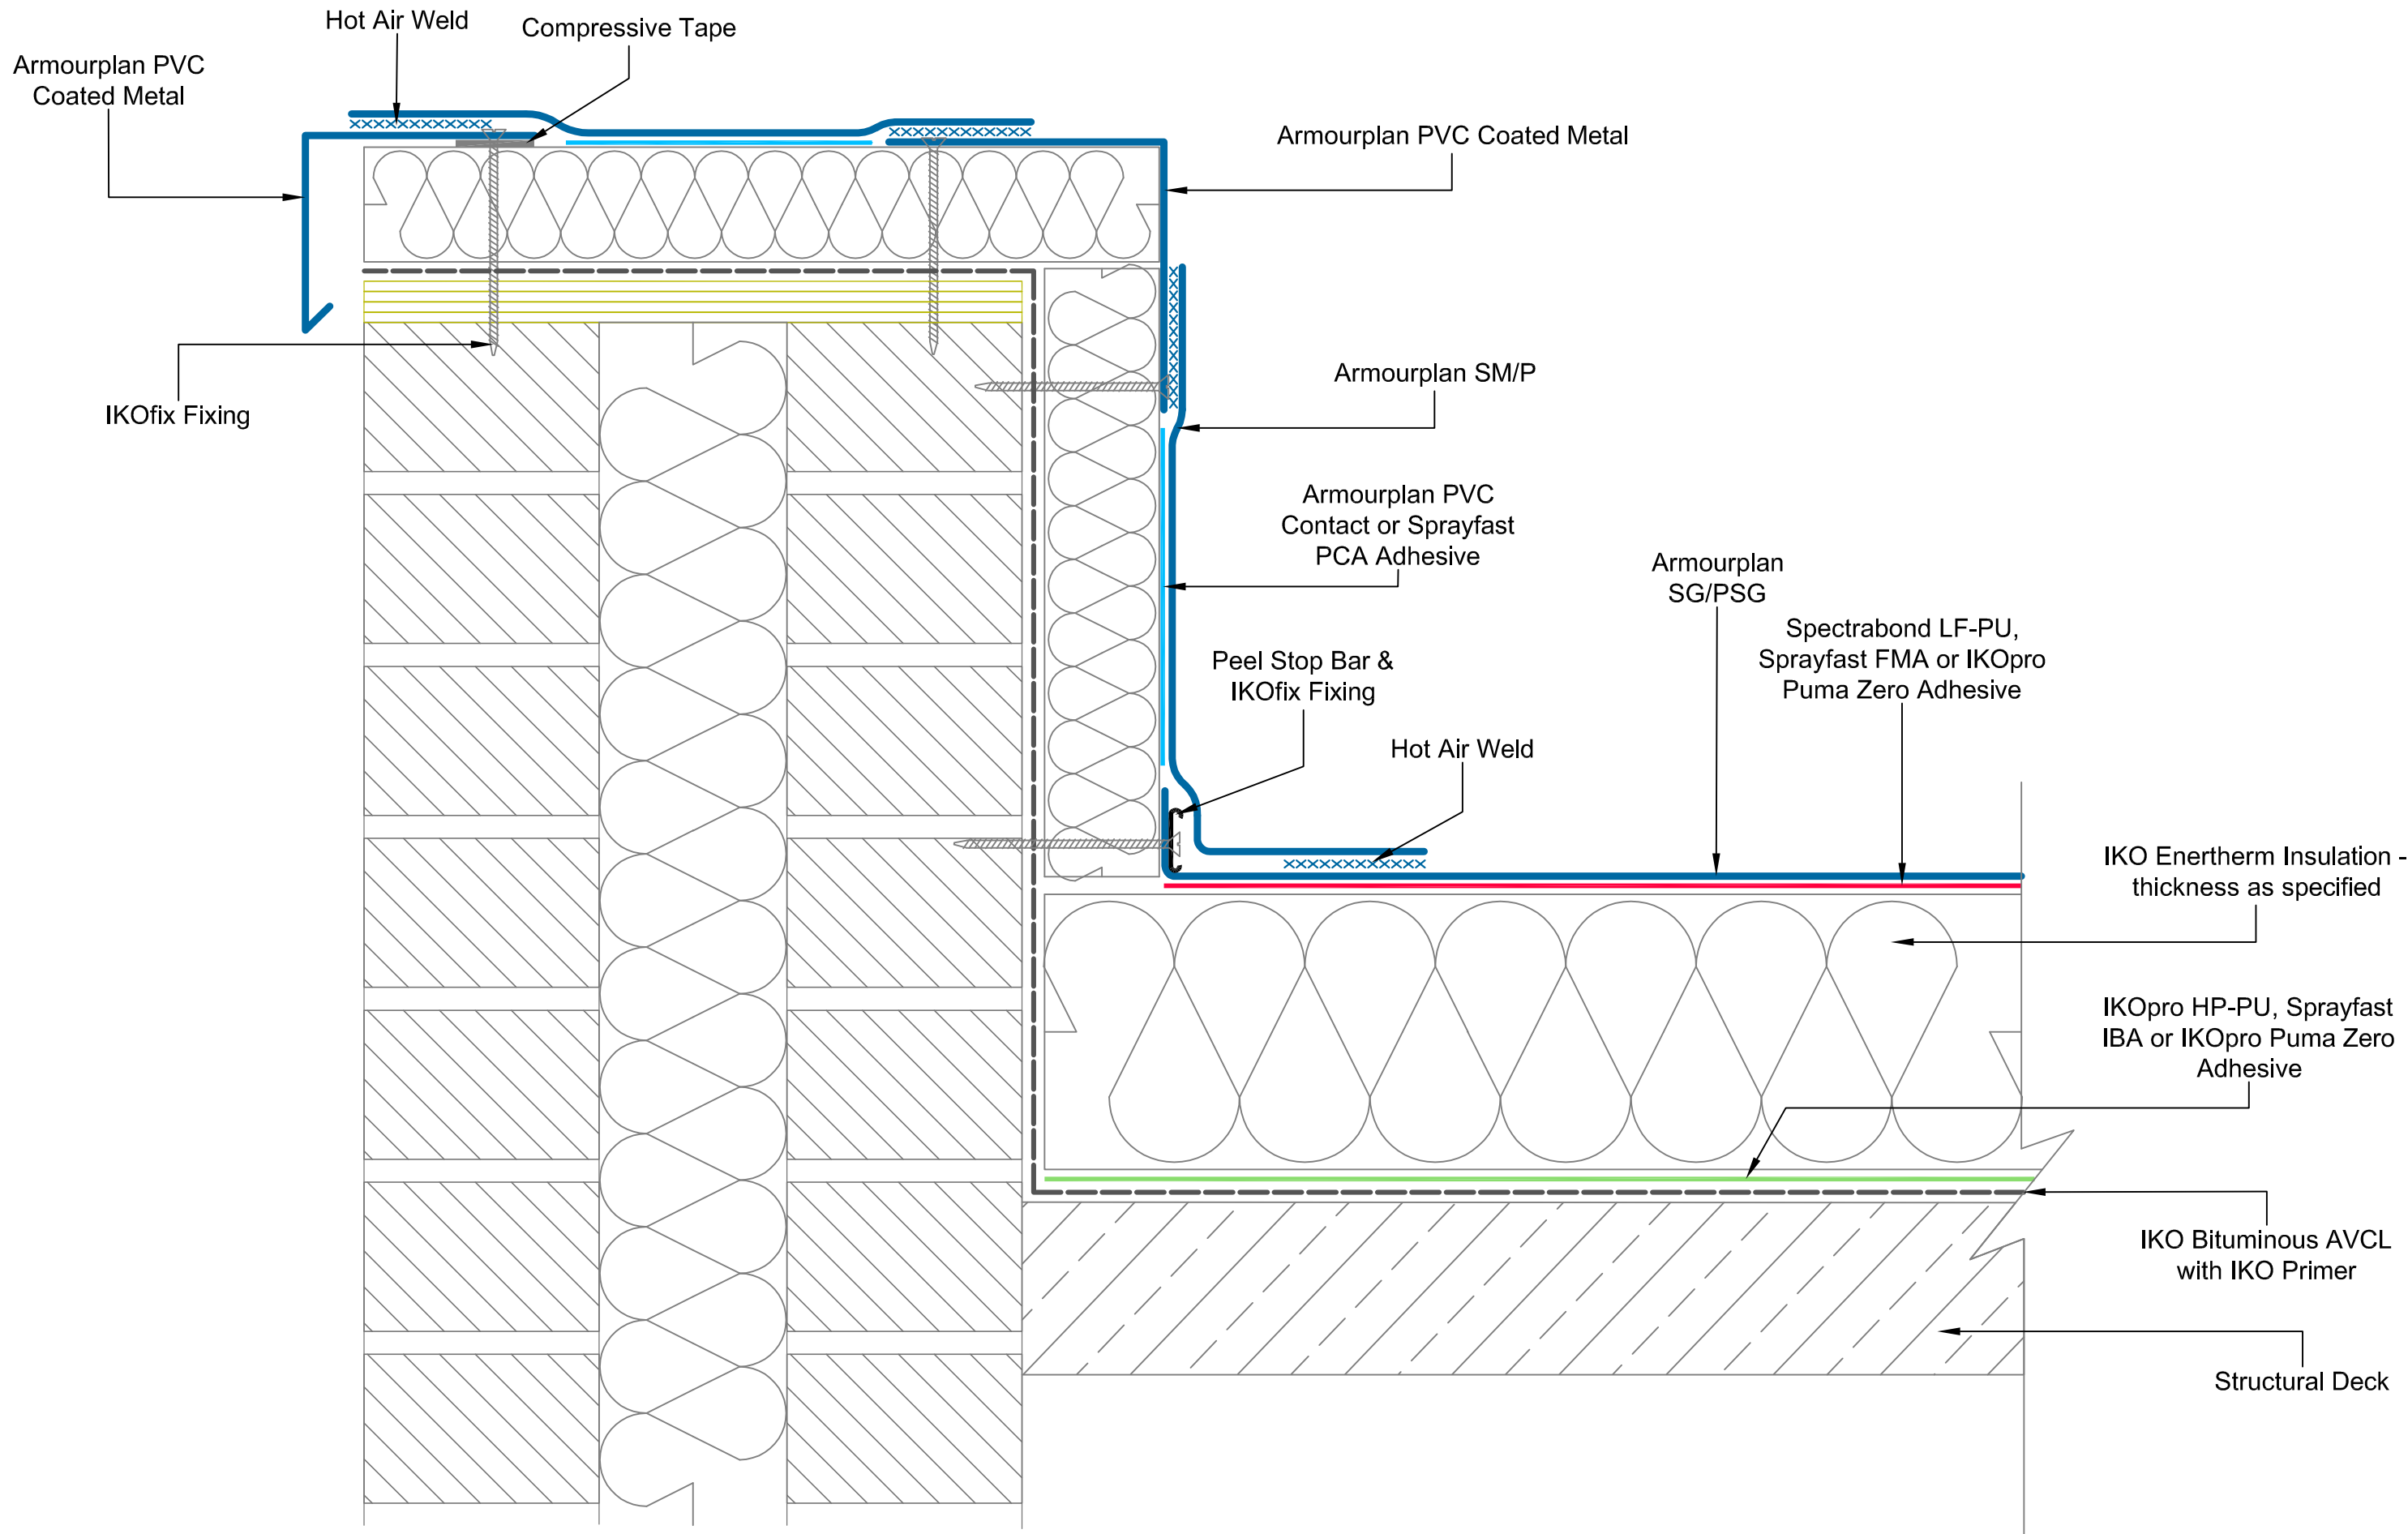 Hot Air Weld
Compressive Tape
Armourplan PVC
Coated Metal
Armourplan PVC Coated Metal
IKOfix Fixing
Armourplan SM/P
Armourplan PVC
Contact or Sprayfast
PCA Adhesive
Armourplan
SG/PSG
Spectrabond LF-PU,
Sprayfast FMA or IKOpro
Puma Zero Adhesive
Peel Stop Bar &
IKOfix Fixing
Hot Air Weld
IKO Enertherm Insulation -
thickness as specified
IKOpro HP-PU, Sprayfast
IBA or IKOpro Puma Zero
Adhesive
IKO Bituminous AVCL
with IKO Primer
Structural Deck